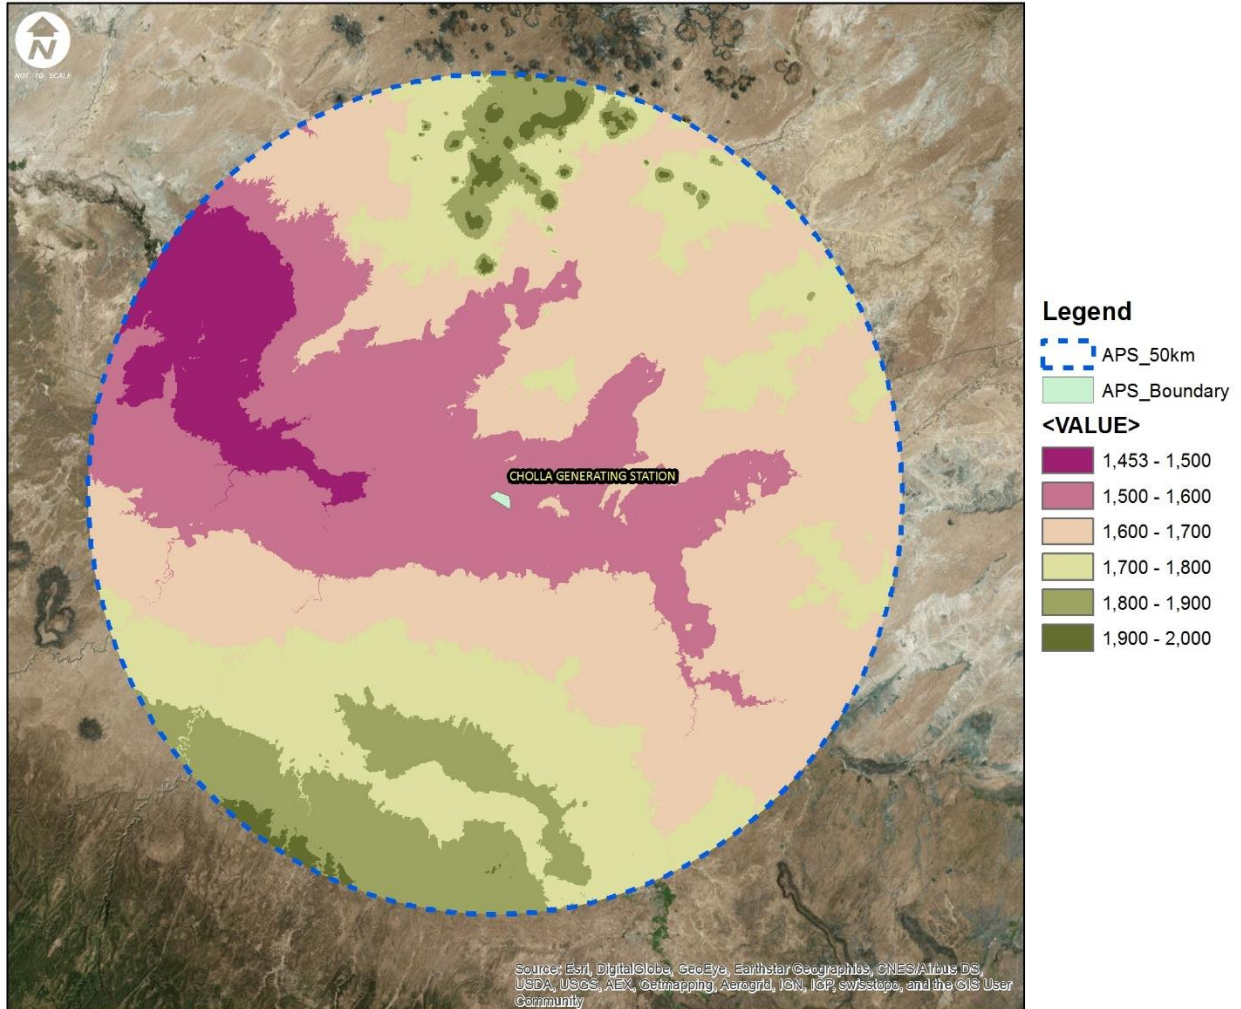 N
NOT TO SCALE
CHOLLA GENERATING STATION
Source: Esri, DigitalGlobe, GeoEye, Earthstar Geographics, CNES/Airbus DS,
USDA, USGS, AEX, Getmapping, Aerogrid, IGN, IGP, swisstopo, and the GIS User
Community
Legend
APS_50km
APS_Boundary
<VALUE>
1,453 - 1,500
1,500 - 1,600
1,600 - 1,700
1,700 - 1,800
1,800 - 1,900
1,900 - 2,000